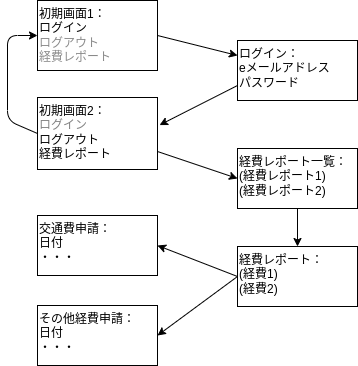 初期画面1：
ログイン
ログアウト
経費レポート
ログイン：
eメールアドレス
パスワード
初期画面2：
ログイン
ログアウト
経費レポート
経費レポート一覧：
(経費レポート1)
(経費レポート2)
交通費申請：
日付
・・・
経費レポート：
(経費1)
(経費2)
その他経費申請：
日付
・・・